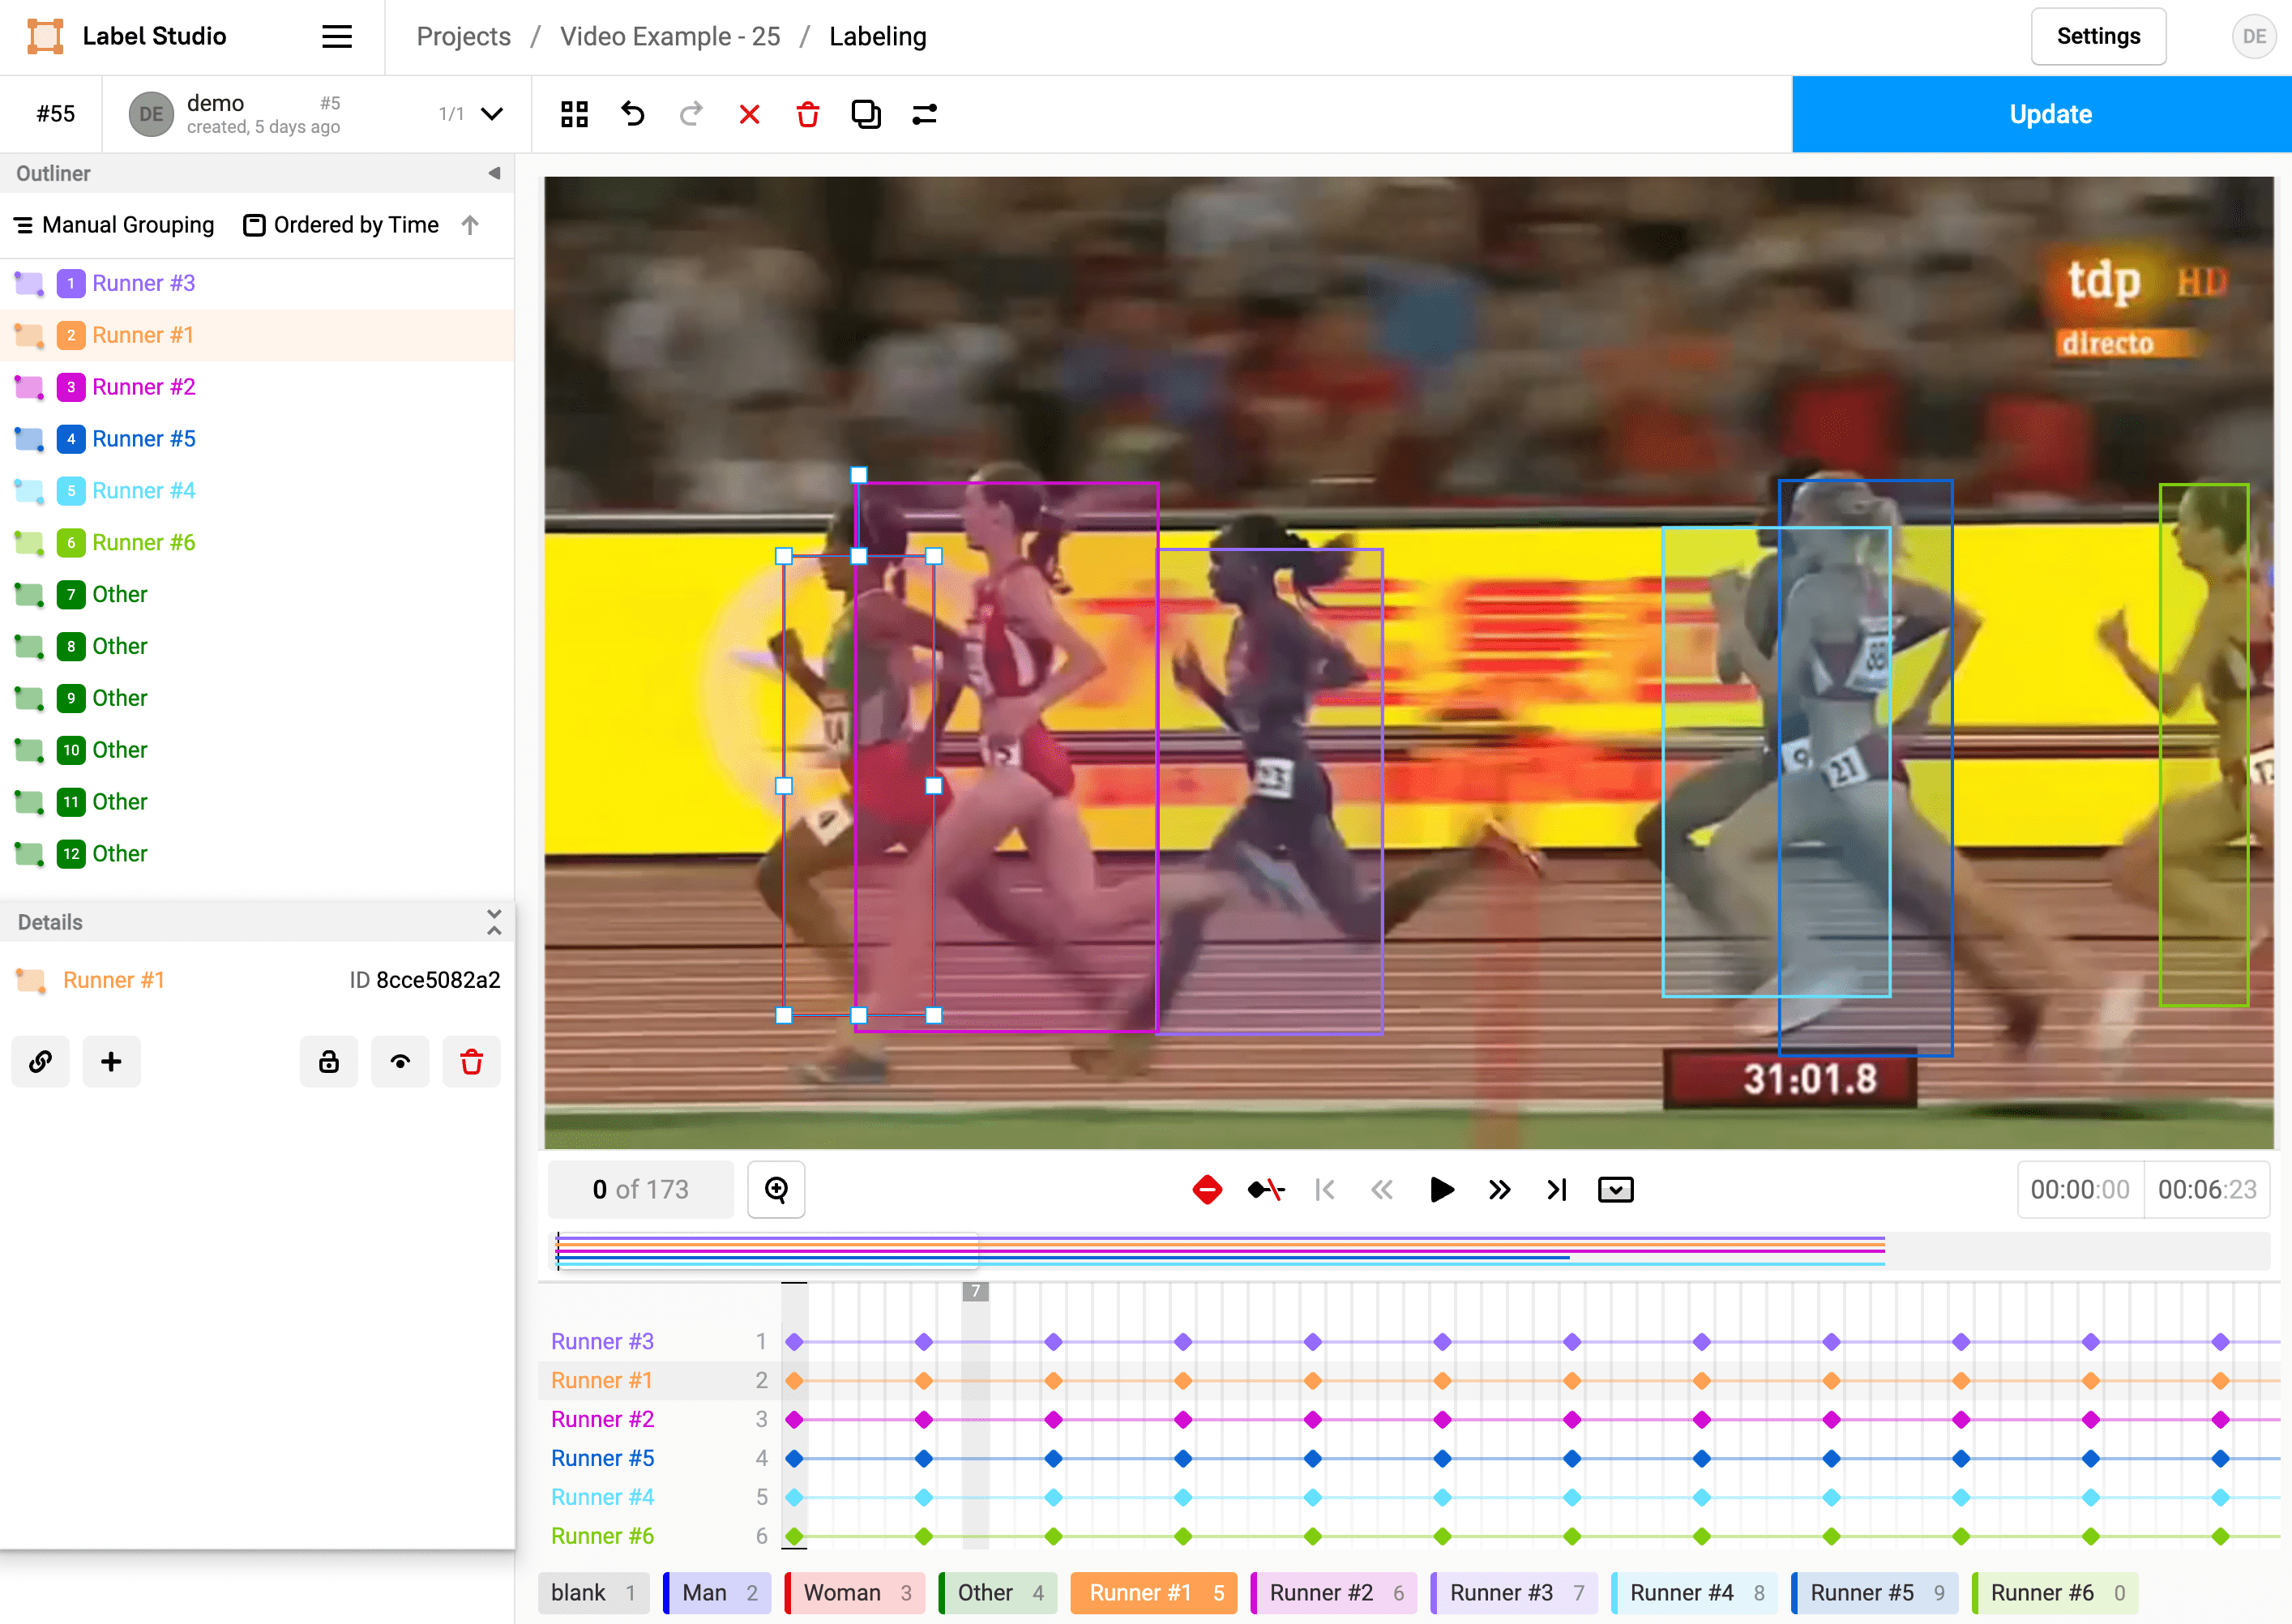 Label Studio
Projects / Video Example - 25 / Labeling
Settings
DE
#55
DE
demo #5
created, 5 days ago
1/1
Update
Outliner
Manual Grouping
Ordered by Time
1 Runner #3
2 Runner #1
3 Runner #2
4 Runner #5
5 Runner #4
6 Runner #6
7 Other
8 Other
9 Other
10 Other
11 Other
12 Other
Details
Runner #1 ID 8cce5082a2
tdp HD
directo
9
21
31:01.8
0 of 173
00:00:00
00:06:23
7
Runner #3 1
Runner #1 2
Runner #2 3
Runner #5 4
Runner #4 5
Runner #6 6
blank 1
Man 2
Woman 3
Other 4
Runner #1 5
Runner #2 6
Runner #3 7
Runner #4 8
Runner #5 9
Runner #6 0